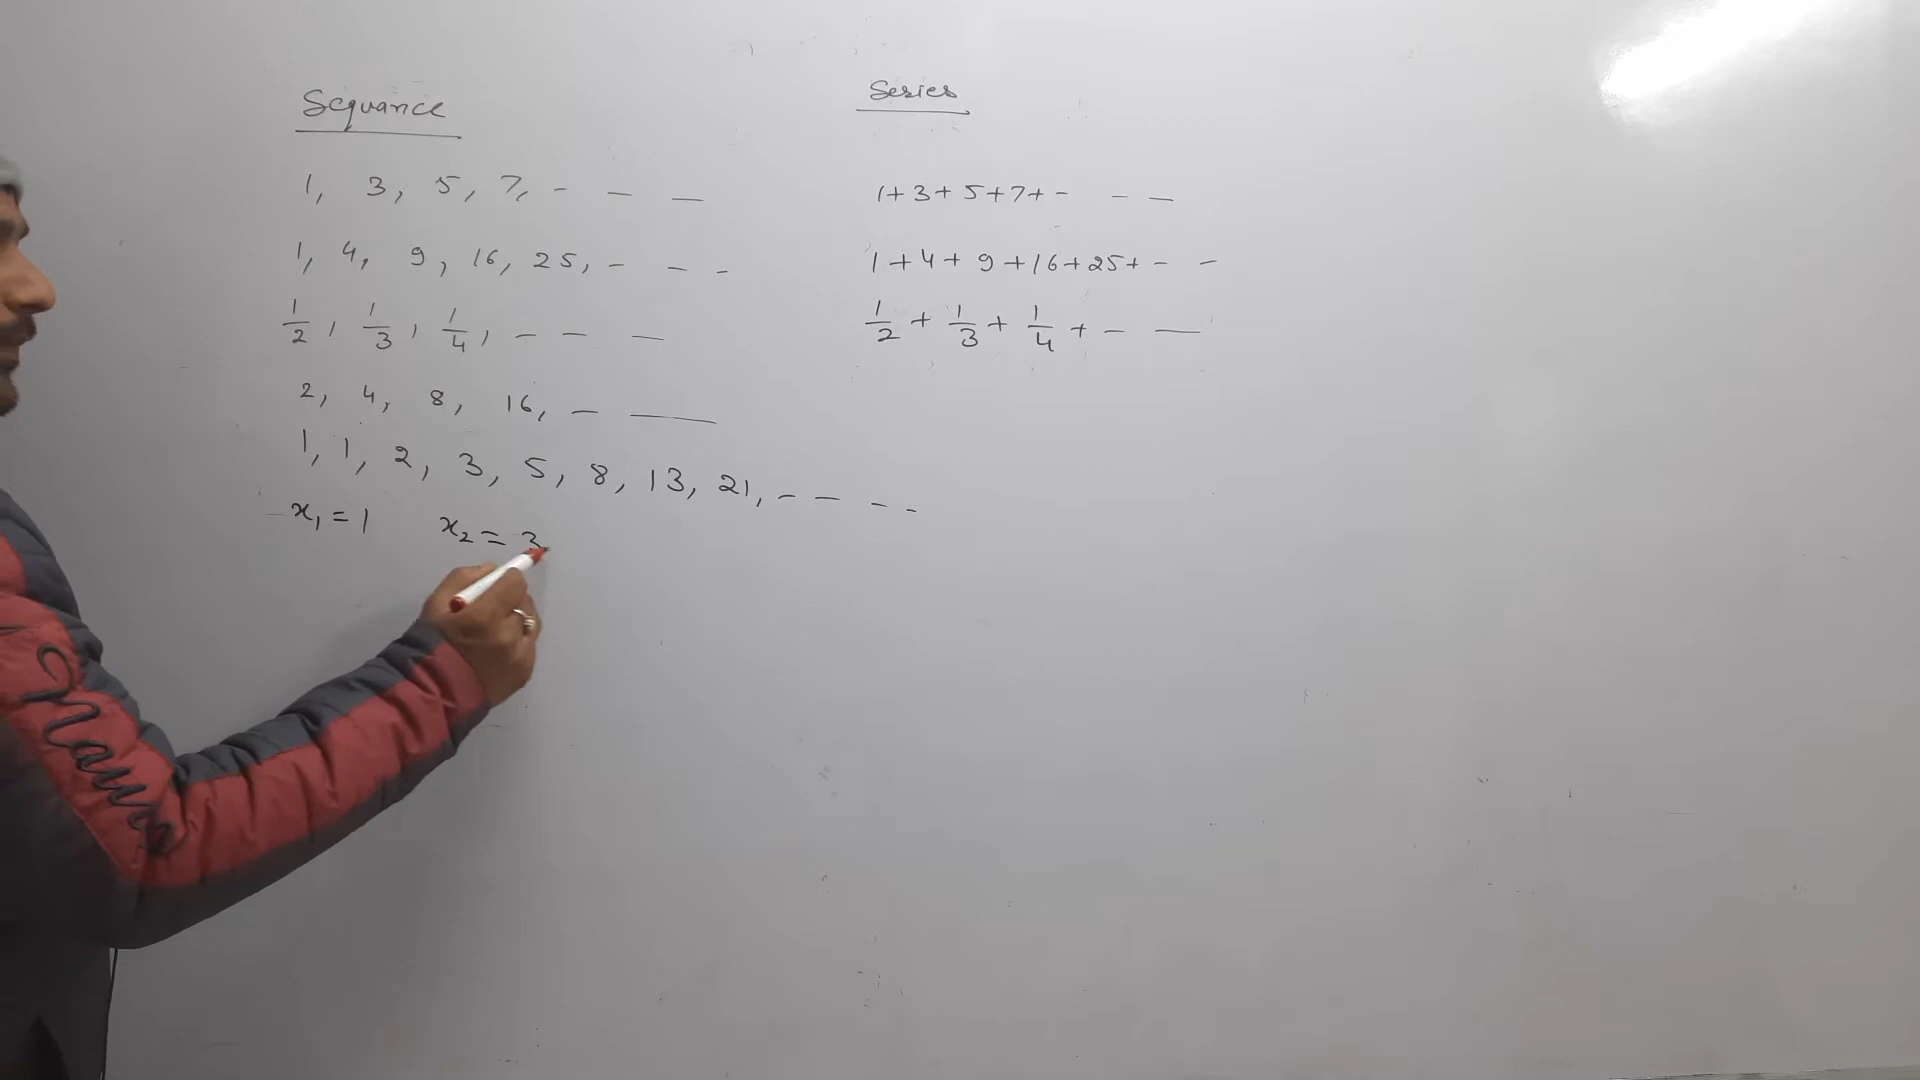 Sequance
1, 3, 5, 7, - — —
1, 4, 9, 16, 25, - - -
1/2, 1/3, 1/4, - — —
2, 4, 8, 16, — —
1, 1, 2, 3, 5, 8, 13, 21, - — - -
x₁ = 1 x₂ = 3
Series
1+3+5+7+- - —
1+4+9+16+25+- -
1/2 + 1/3 + 1/4 + — —